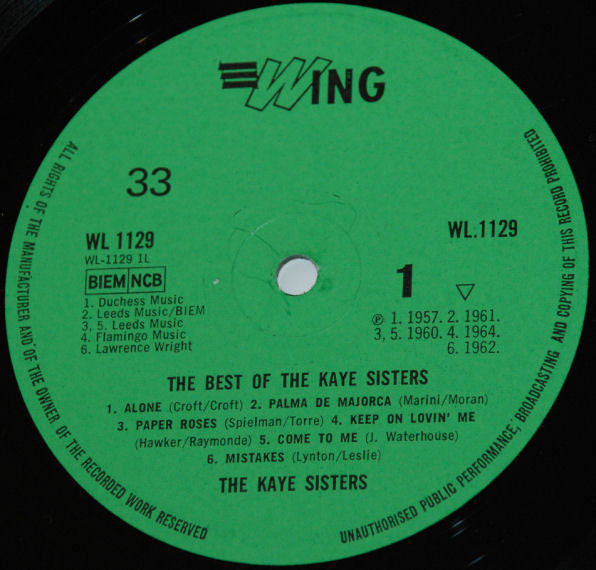 WING
33
WL 1129
WL-1129 1L
BIEM NCB
1. Duchess Music
2. Leeds Music/BIEM
3, 5. Leeds Music
4. Flamingo Music
6. Lawrence Wright
WL.1129
1
℗ 1. 1957. 2. 1961.
3, 5. 1960. 4. 1964.
6. 1962.
THE BEST OF THE KAYE SISTERS
1. ALONE (Croft/Croft) 2. PALMA DE MAJORCA (Marini/Moran)
3. PAPER ROSES (Spielman/Torre) 4. KEEP ON LOVIN' ME
(Hawker/Raymonde) 5. COME TO ME (J. Waterhouse)
6. MISTAKES (Lynton/Leslie)
THE KAYE SISTERS
ALL RIGHTS OF THE MANUFACTURER AND OF THE OWNER OF THE RECORDED WORK RESERVED
UNAUTHORISED PUBLIC PERFORMANCE, BROADCASTING AND COPYING OF THIS RECORD PROHIBITED